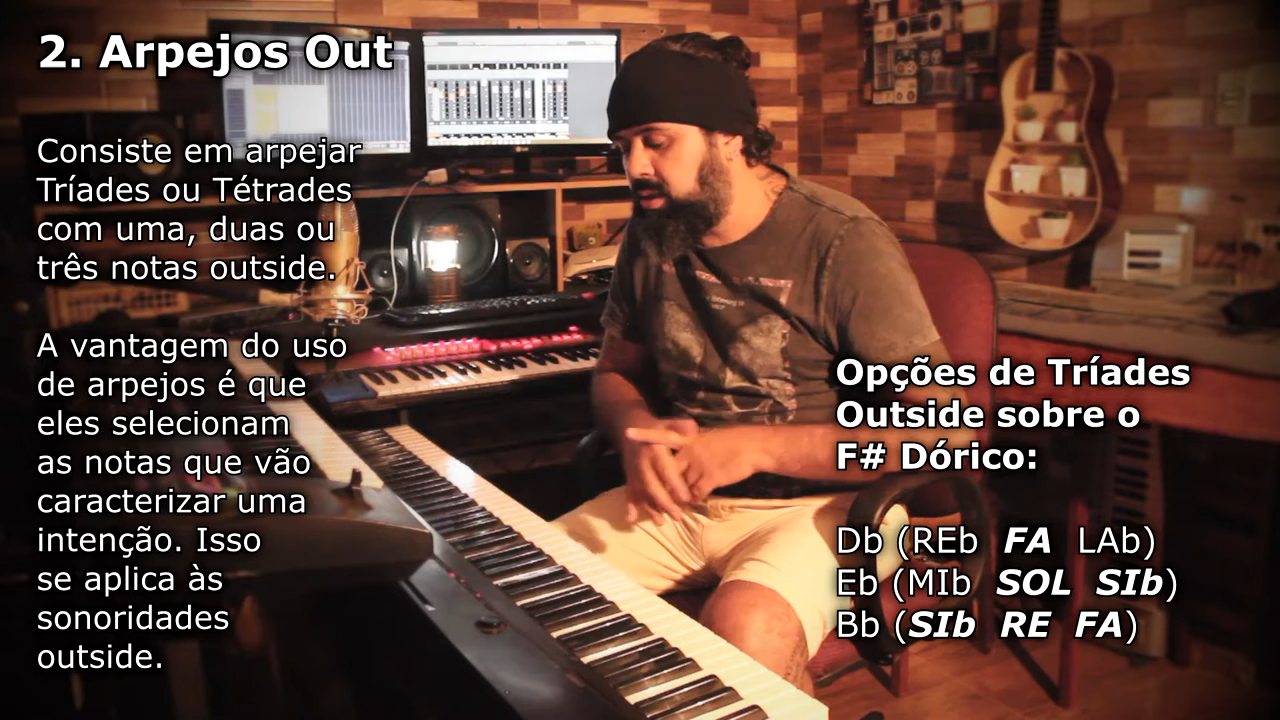 2. Arpejos Out
Consiste em arpejar
Tríades ou Tétrades
com uma, duas ou
três notas outside.
A vantagem do uso
de arpejos é que
eles selecionam
as notas que vão
caracterizar uma
intenção. Isso
se aplica às
sonoridades
outside.
Opções de Tríades
Outside sobre o
F# Dórico:
Db (REb FA LAb)
Eb (MIb SOL SIb)
Bb (SIb RE FA)